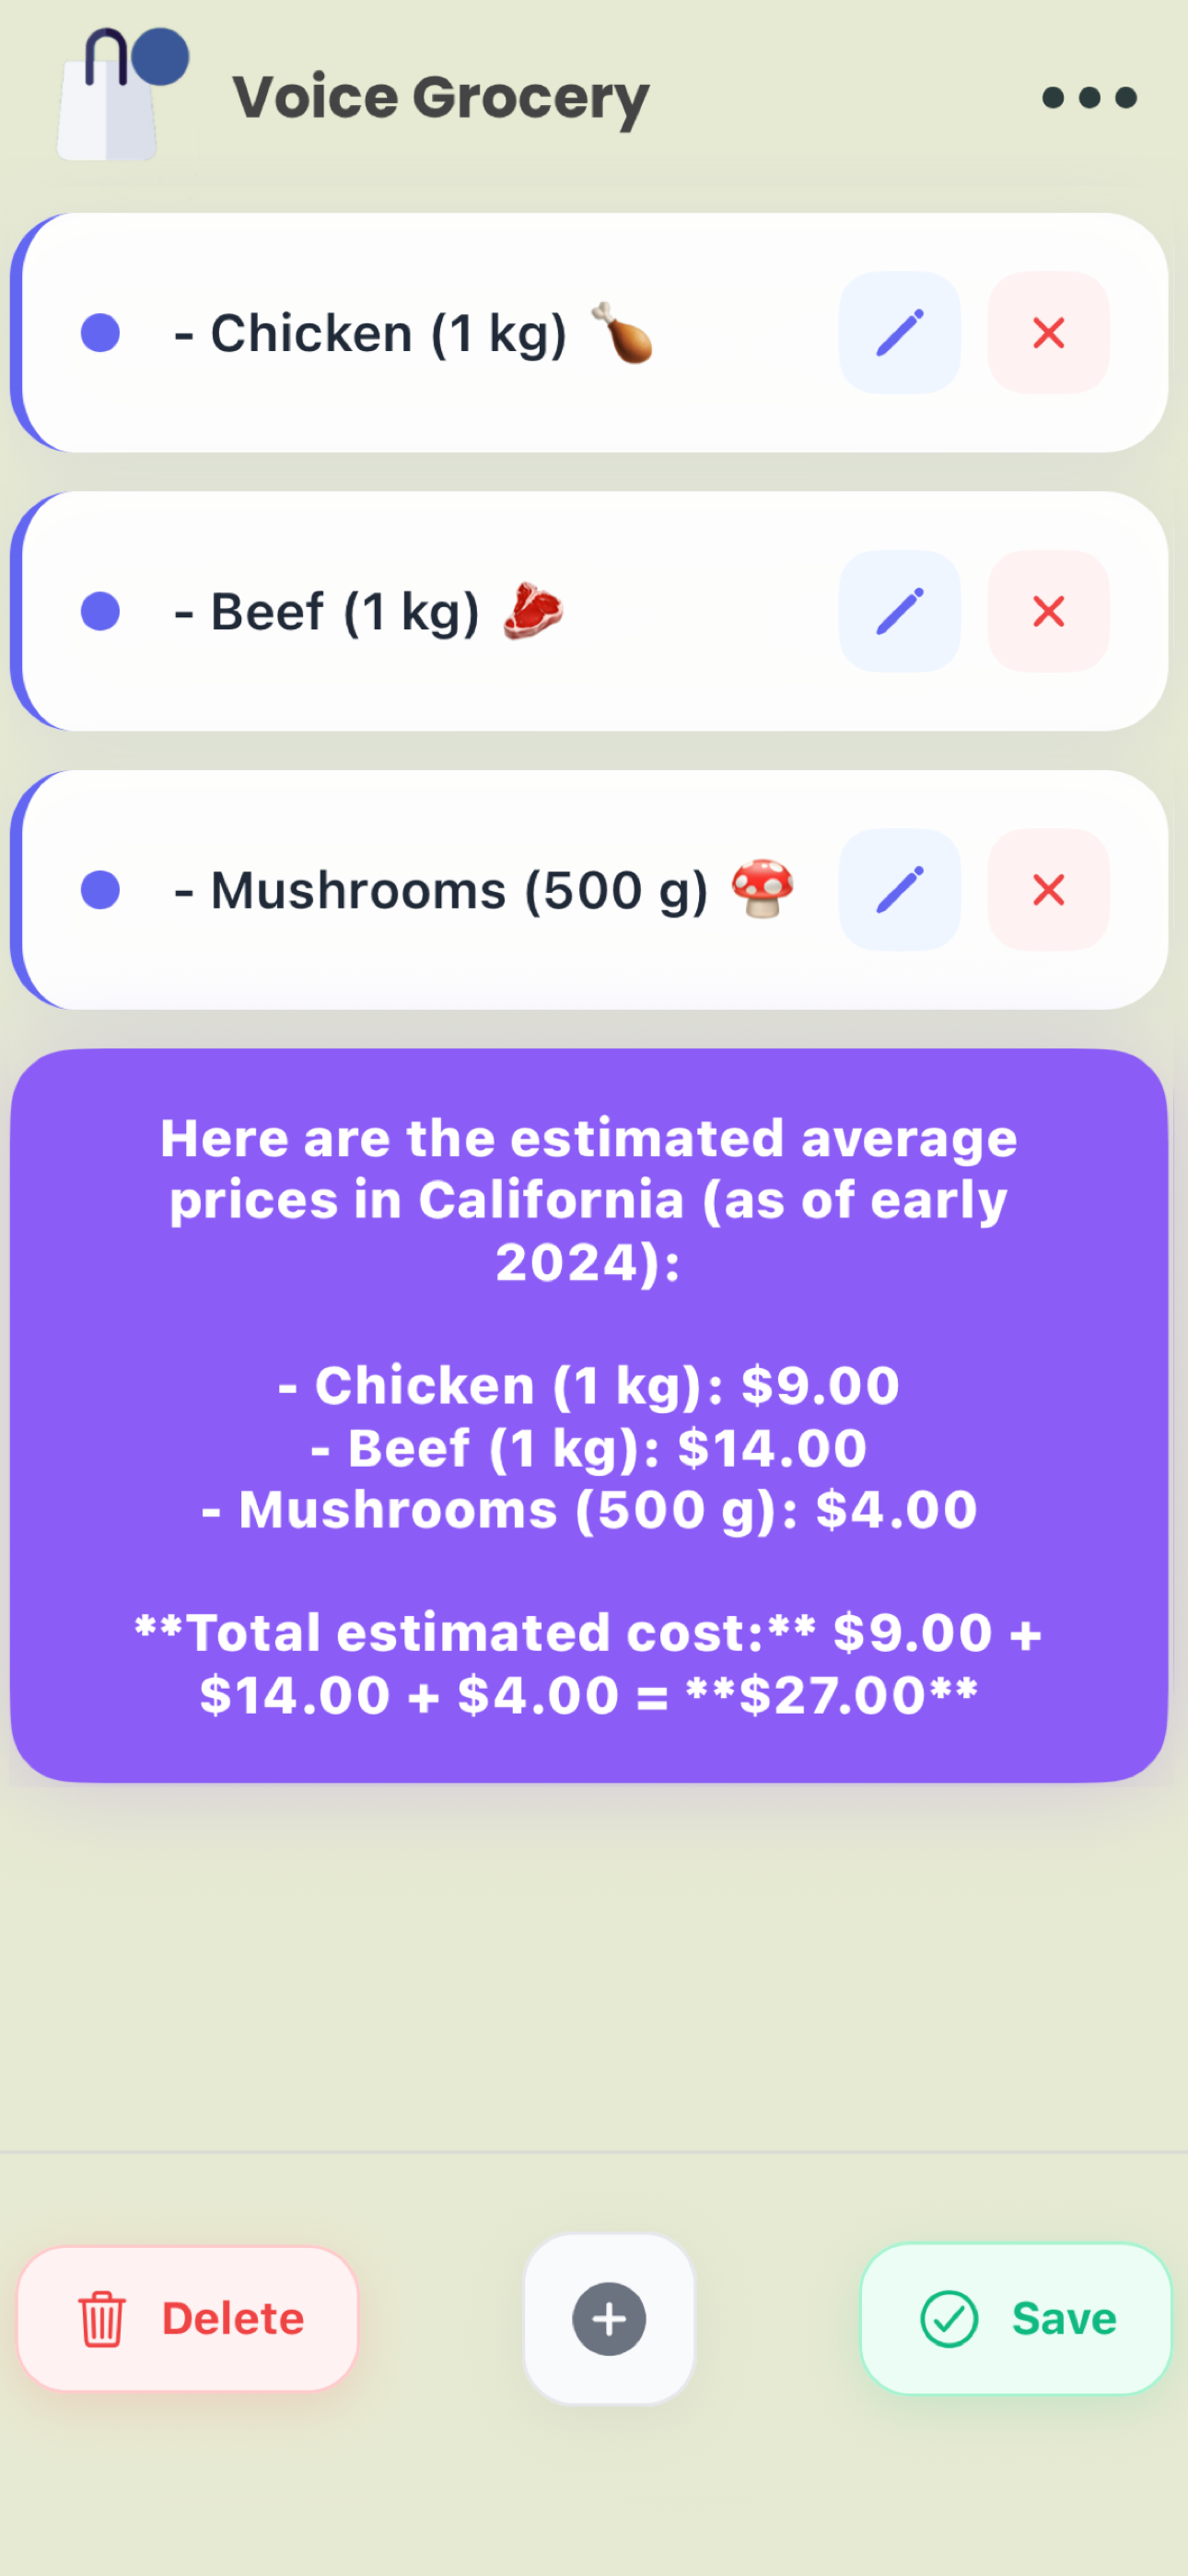 Voice Grocery
- Chicken (1 kg) 🍗
- Beef (1 kg) 🥩
- Mushrooms (500 g) 🍄
Here are the estimated average
prices in California (as of early
2024):
- Chicken (1 kg): $9.00
- Beef (1 kg): $14.00
- Mushrooms (500 g): $4.00
**Total estimated cost:** $9.00 +
$14.00 + $4.00 = **$27.00**
Delete
Save